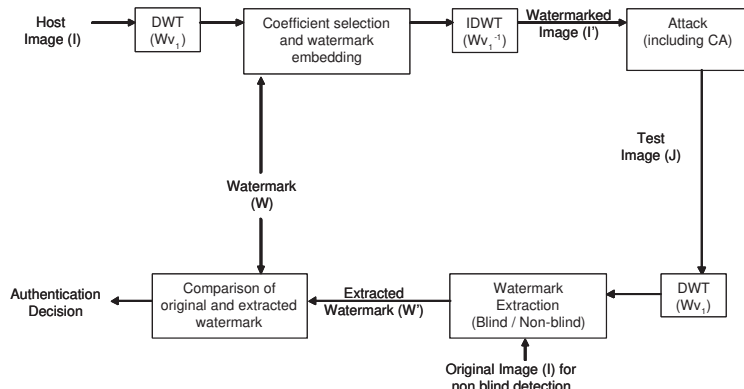 Host
Image (I)
DWT
(Wv₁)
Coefficient selection
and watermark
embedding
IDWT
(Wv₁⁻¹)
Watermarked
Image (I')
Attack
(including CA)
Test
Image (J)
Watermark
(W)
Authentication
Decision
Comparison of
original and extracted
watermark
Extracted
Watermark (W')
Watermark
Extraction
(Blind / Non-blind)
DWT
(Wv₁)
Original Image (I) for
non blind detection